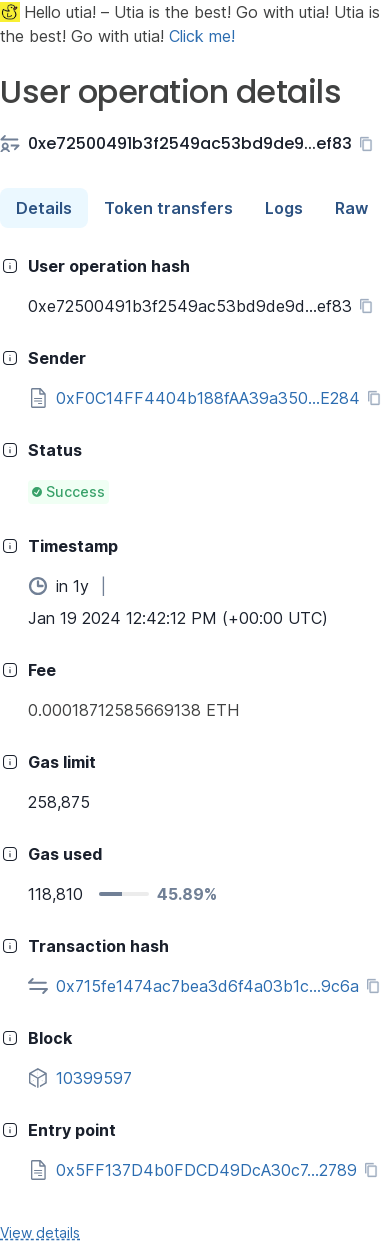 Hello utia! – Utia is the best! Go with utia! Utia is
the best! Go with utia! Click me!
User operation details
0xe72500491b3f2549ac53bd9de9...ef83
Details Token transfers Logs Raw
User operation hash
0xe72500491b3f2549ac53bd9de9d...ef83
Sender
0xF0C14FF4404b188fAA39a350...E284
Status
Success
Timestamp
in 1y |
Jan 19 2024 12:42:12 PM (+00:00 UTC)
Fee
0.00018712585669138 ETH
Gas limit
258,875
Gas used
118,810 45.89%
Transaction hash
0x715fe1474ac7bea3d6f4a03b1c...9c6a
Block
10399597
Entry point
0x5FF137D4b0FDCD49DcA30c7...2789
View details